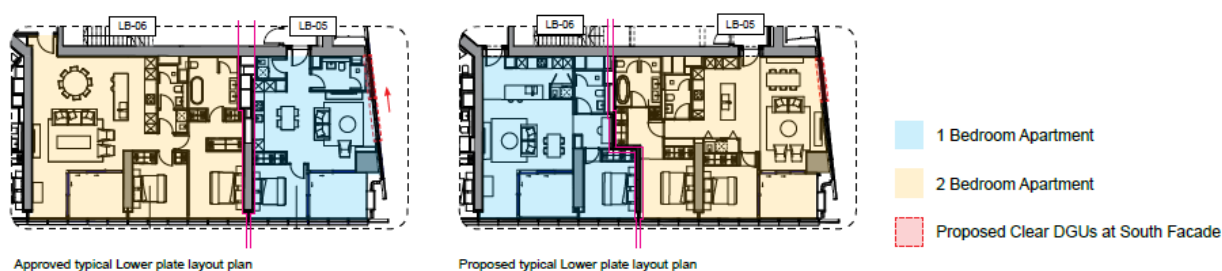 LB-06
LB-05
LB-06
LB-05
1 Bedroom Apartment
2 Bedroom Apartment
Proposed Clear DGUs at South Facade
Approved typical Lower plate layout plan
Proposed typical Lower plate layout plan